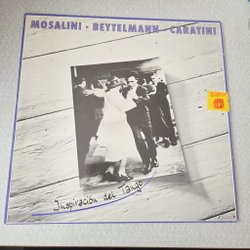 MOSALINI - BEYTELMANN - CARATINI
Inspiración del Tango